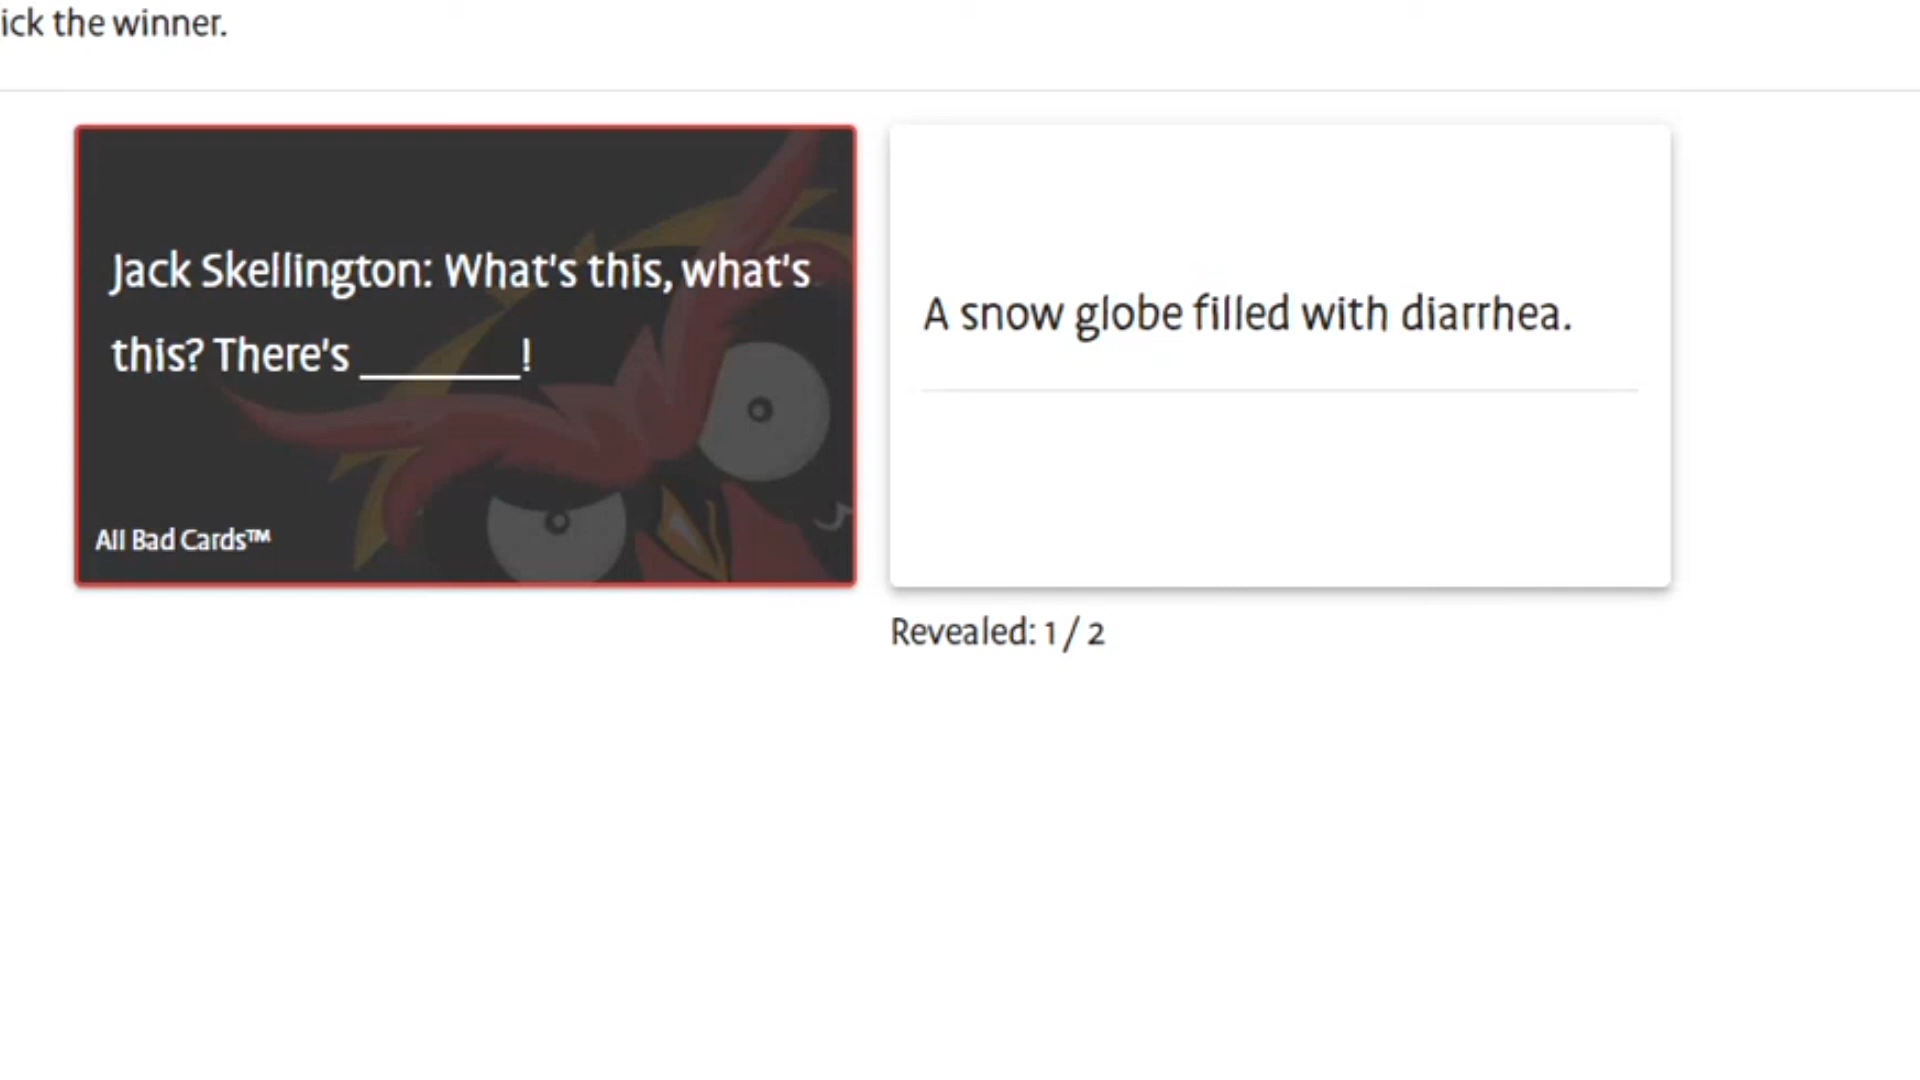 ick the winner.
Jack Skellington: What's this, what's
this? There's ________!
All Bad Cards™
A snow globe filled with diarrhea.
Revealed: 1 / 2